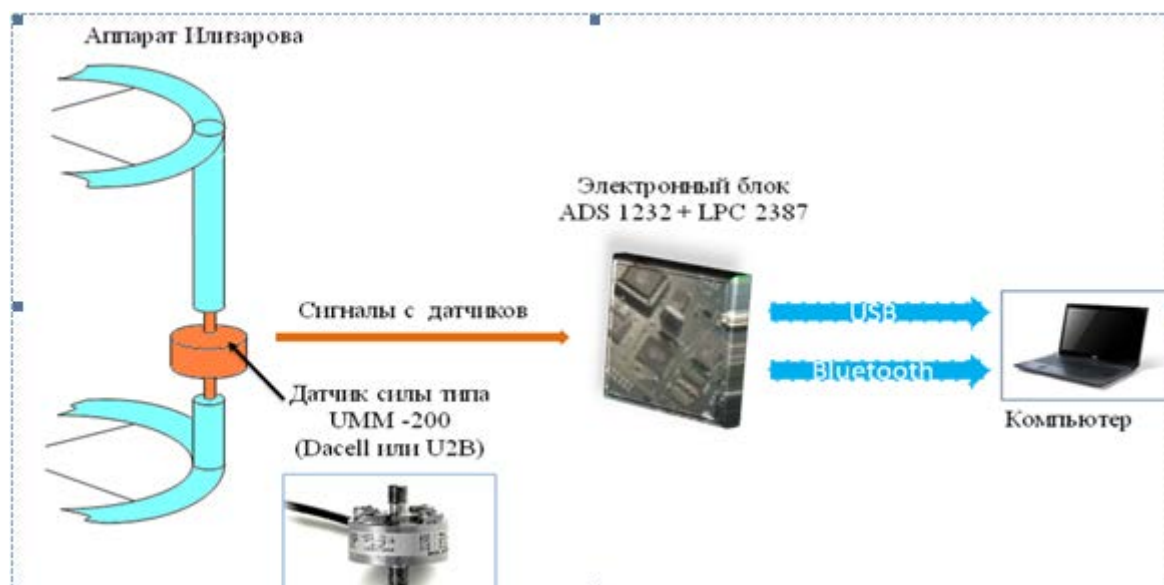 Аппарат Илизарова
Электронный блок
ADS 1232 + LPC 2387
Сигналы с датчиков
USB
Bluetooth
Датчик силы типа
UMM -200
(Dacell или U2B)
Компьютер